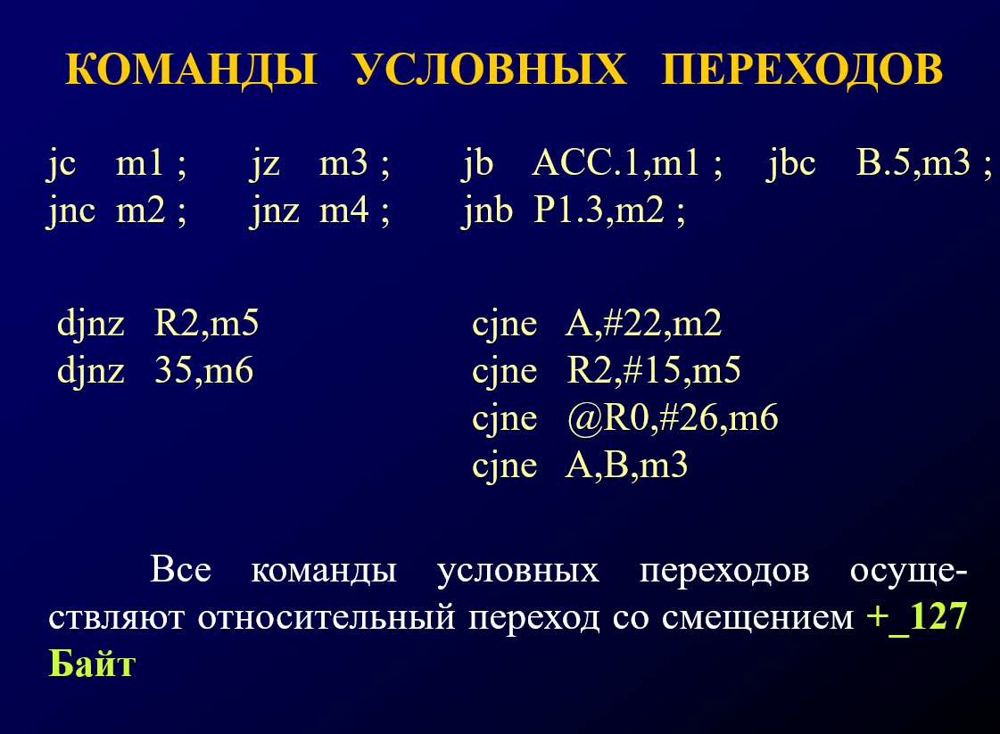 КОМАНДЫ УСЛОВНЫХ ПЕРЕХОДОВ
jc m1 ; jz m3 ; jb ACC.1,m1 ; jbc B.5,m3 ;
jnc m2 ; jnz m4 ; jnb P1.3,m2 ;
djnz R2,m5 cjne A,#22,m2
djnz 35,m6 cjne R2,#15,m5
cjne @R0,#26,m6
cjne A,B,m3
Все команды условных переходов осуще-
ствляют относительный переход со смещением +_127
Байт